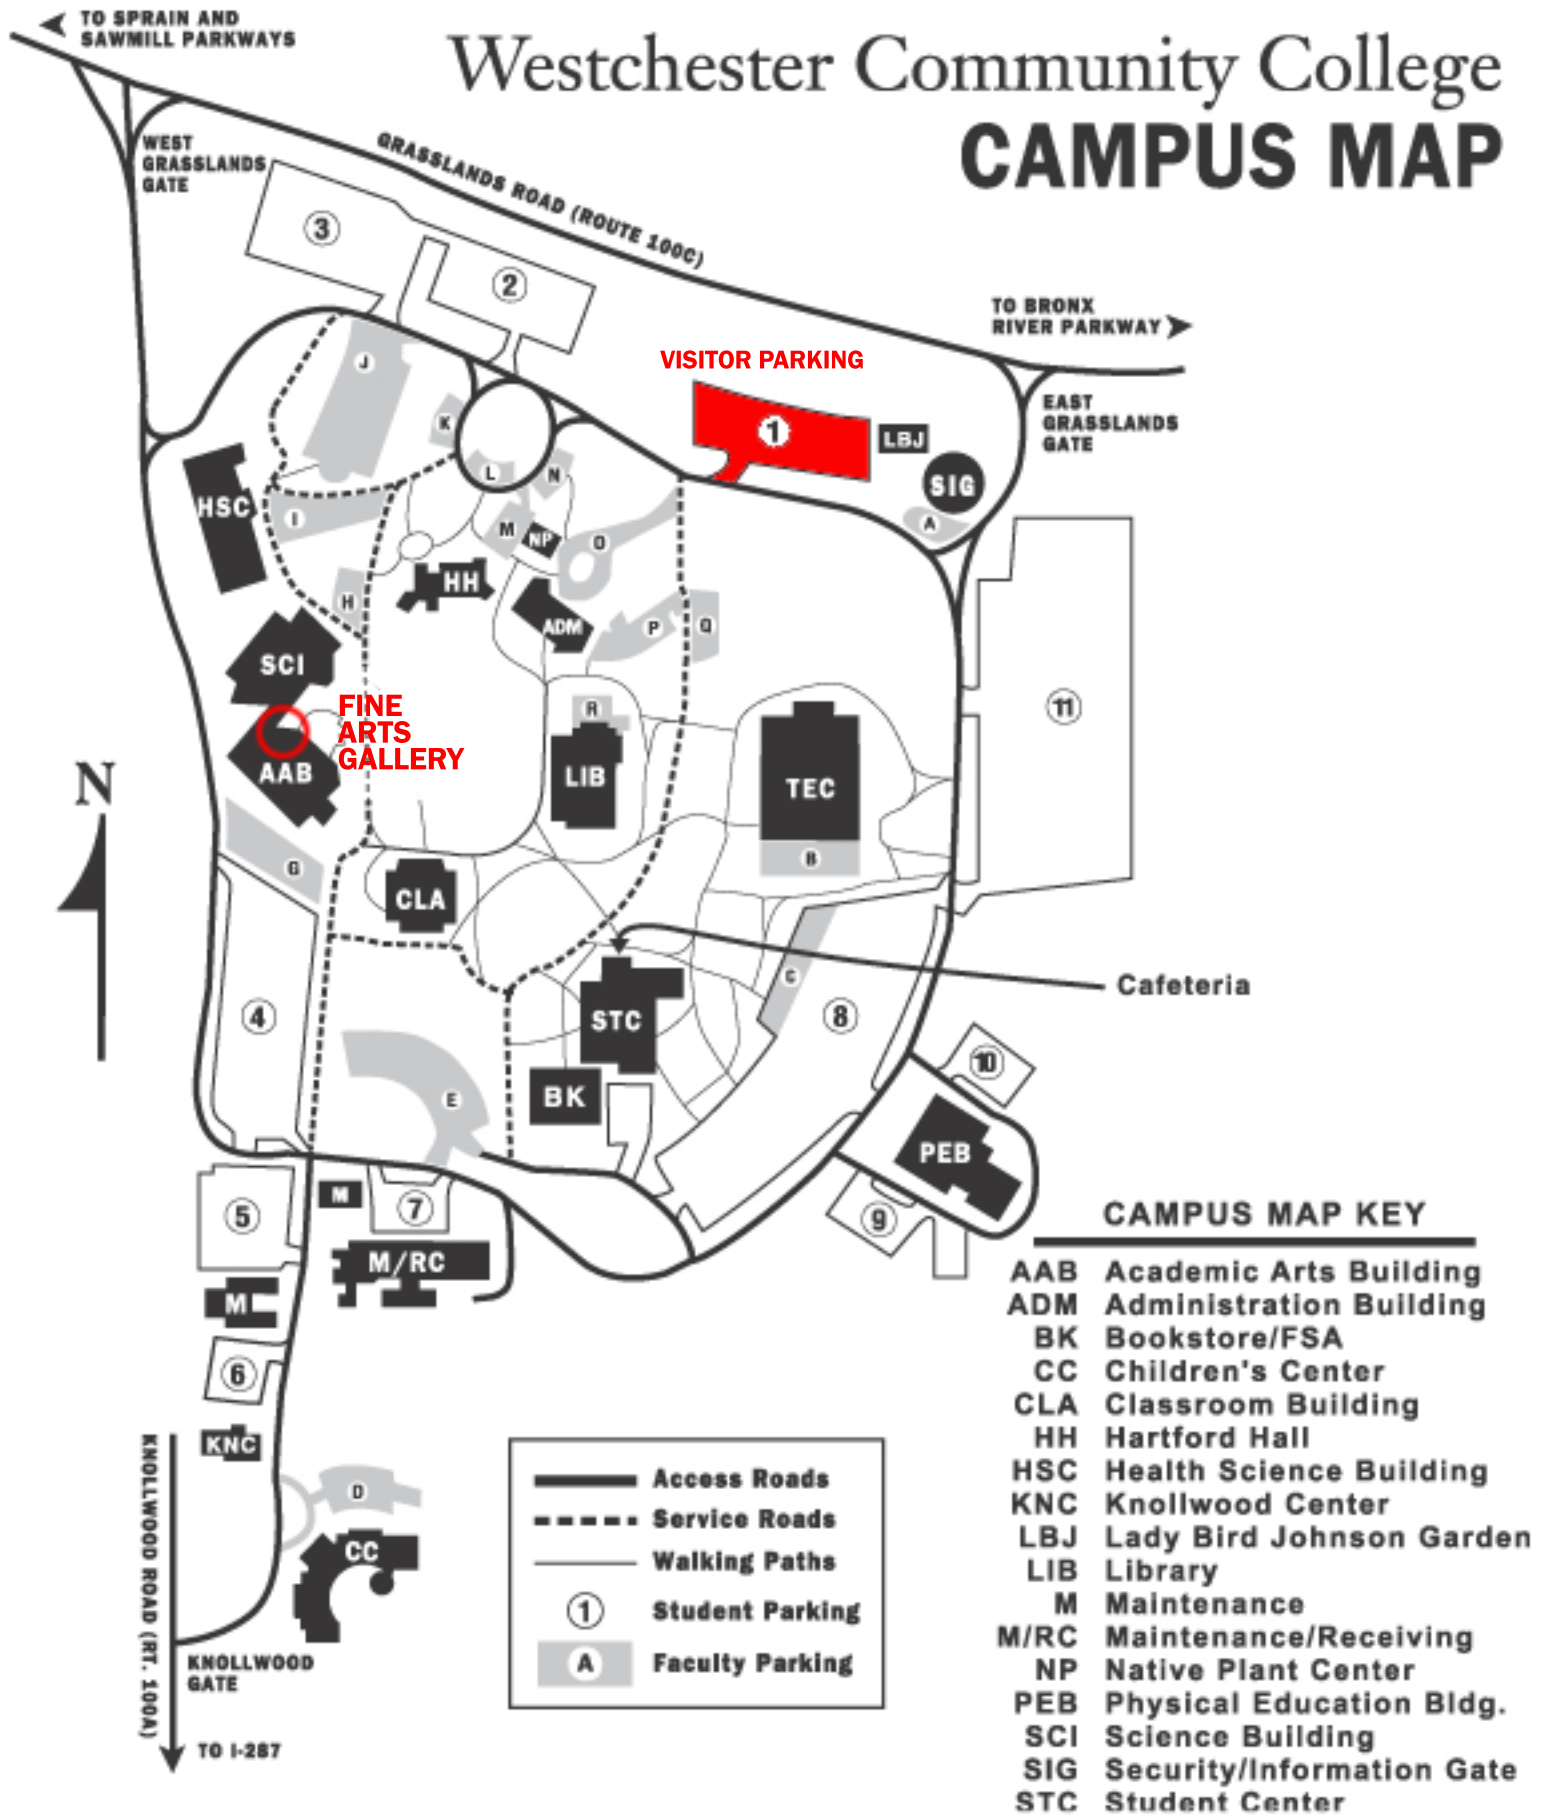 TO SPRAIN AND
SAWMILL PARKWAYS
Westchester Community College
CAMPUS MAP
WEST
GRASSLANDS
GATE
GRASSLANDS ROAD (ROUTE 100C)
3
2
TO BRONX
RIVER PARKWAY
VISITOR PARKING
J
1
LBJ
EAST
GRASSLANDS
GATE
K
L
N
SIG
HSC
I
M
NP
O
A
HH
H
ADM
P
Q
SCI
FINE
ARTS
GALLERY
R
11
AAB
LIB
TEC
N
G
B
CLA
C
Cafeteria
4
STC
8
10
E
BK
PEB
M
5
7
9
M/RC
M
6
KNC
D
CC
KNOLLWOOD ROAD (RT. 100A)
KNOLLWOOD
GATE
TO I-287
Access Roads
Service Roads
Walking Paths
1 Student Parking
A Faculty Parking
CAMPUS MAP KEY
AAB Academic Arts Building
ADM Administration Building
BK Bookstore/FSA
CC Children's Center
CLA Classroom Building
HH Hartford Hall
HSC Health Science Building
KNC Knollwood Center
LBJ Lady Bird Johnson Garden
LIB Library
M Maintenance
M/RC Maintenance/Receiving
NP Native Plant Center
PEB Physical Education Bldg.
SCI Science Building
SIG Security/Information Gate
STC Student Center